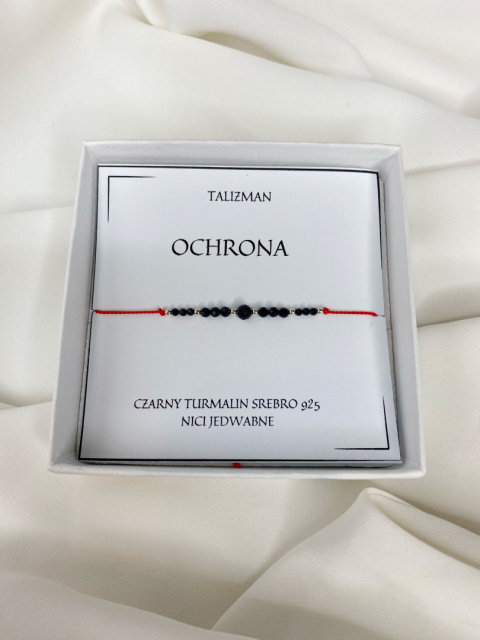 TALIZMAN
OCHRONA
CZARNY TURMALIN SREBRO 925
NICI JEDWABNE